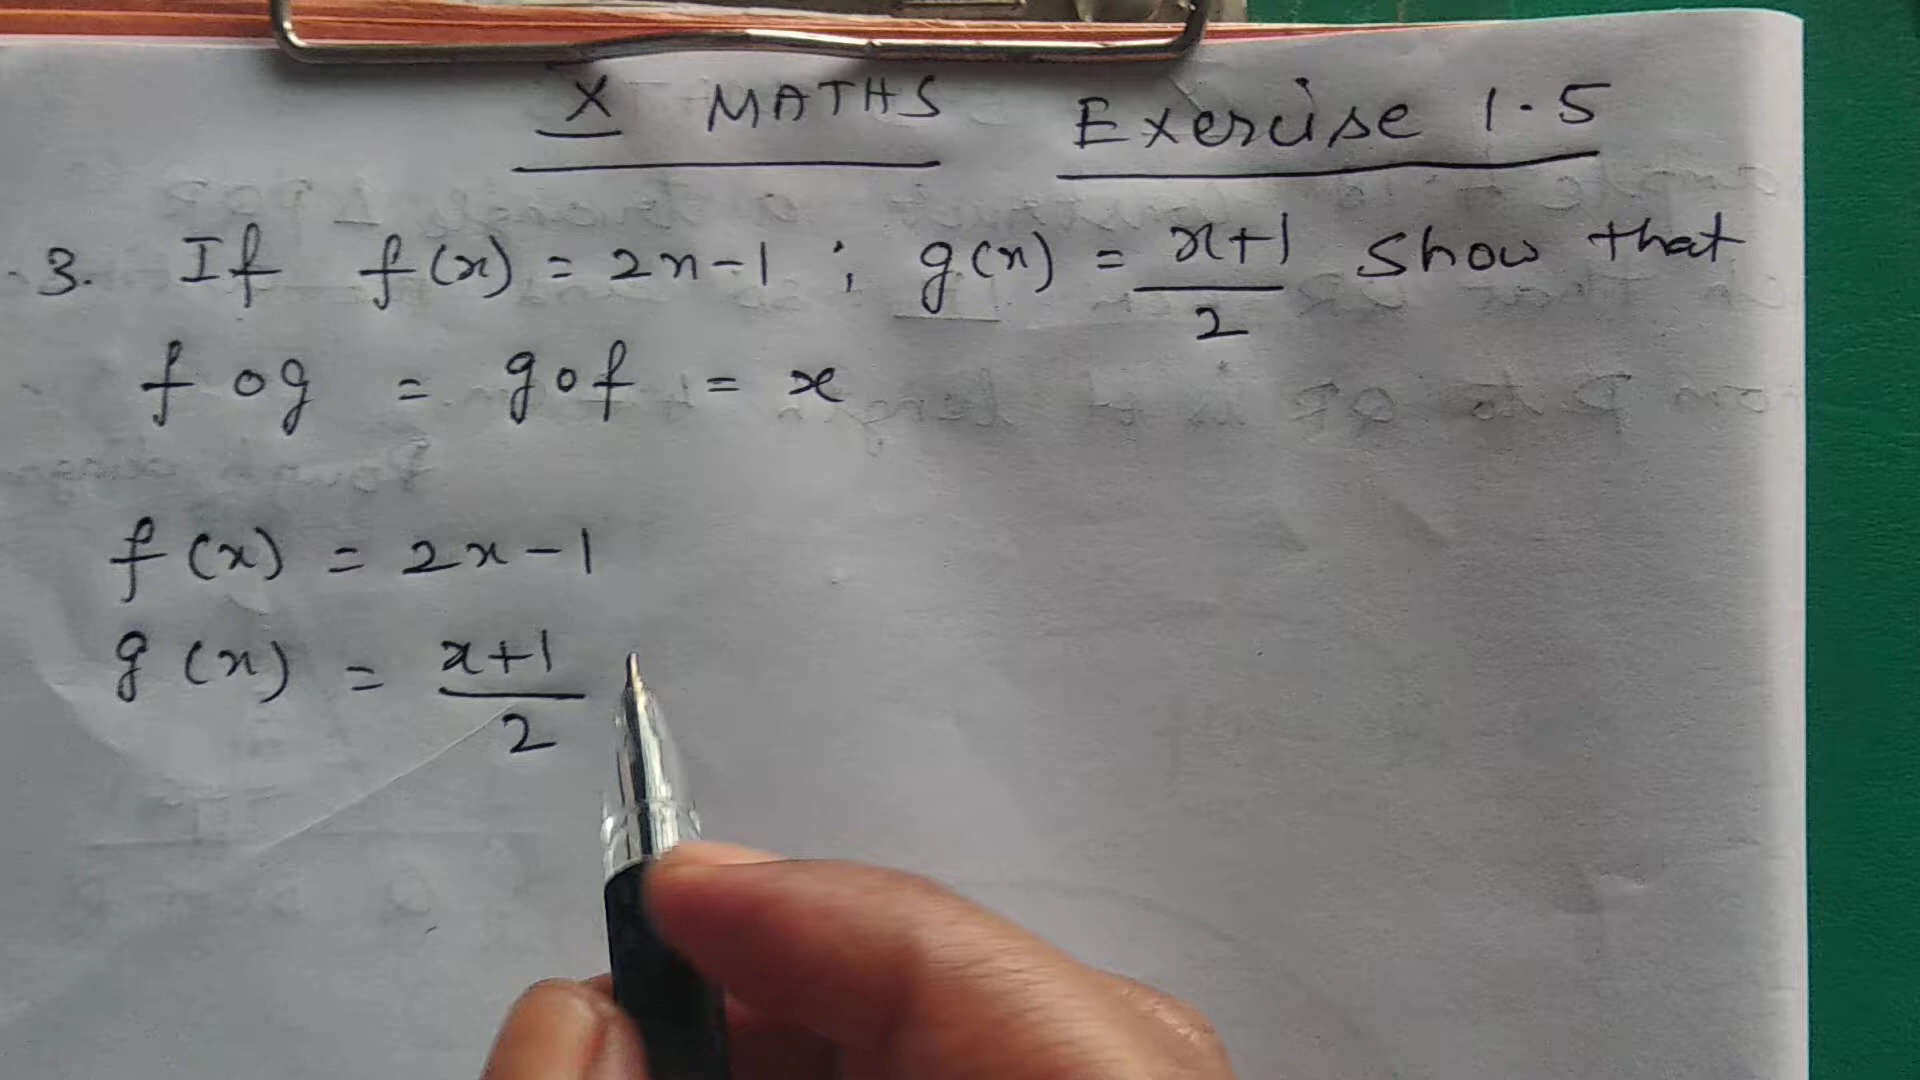 X MATHS Exercise 1.5
3. If f(x) = 2x-1 ; g(x) = x+1/2 show that
fog = gof = x
f(x) = 2x-1
g(x) = x+1/2